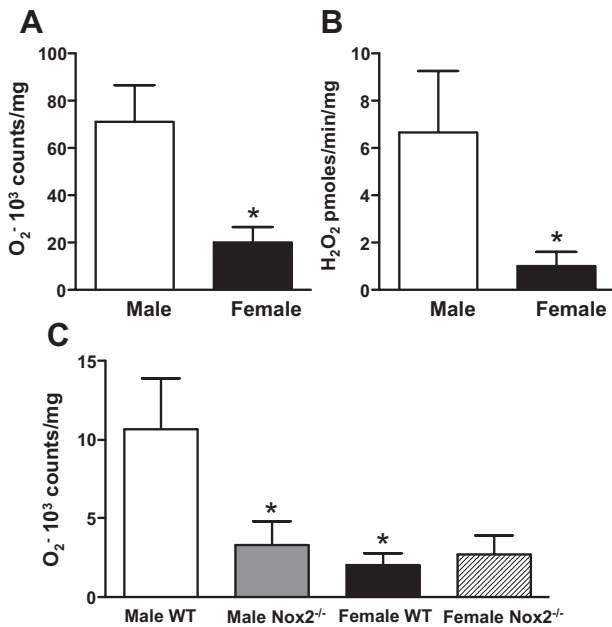 A
O₂⁻ 10³ counts/mg
100
80
60
40
20
0
*
Male Female
B
H₂O₂ pmoles/min/mg
10
8
6
4
2
0
*
Male Female
C
O₂⁻ 10³ counts/mg
15
10
5
0
* *
Male WT Male Nox2⁻/⁻ Female WT Female Nox2⁻/⁻